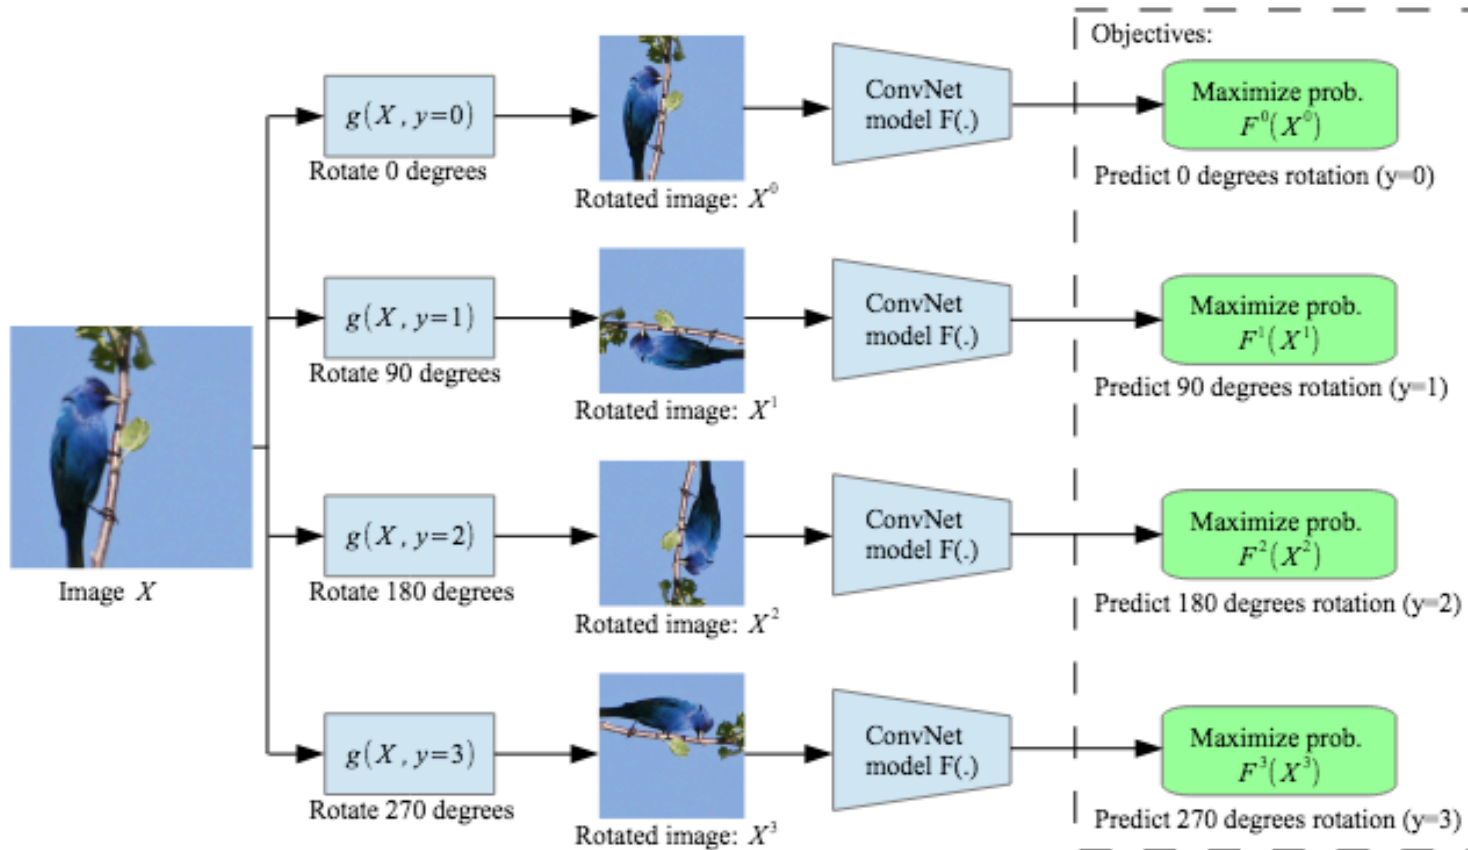 Objectives:
g(X, y=0)
Rotate 0 degrees
Rotated image: X⁰
ConvNet
model F(.)
Maximize prob.
F⁰(X⁰)
Predict 0 degrees rotation (y=0)
g(X, y=1)
Rotate 90 degrees
Rotated image: X¹
ConvNet
model F(.)
Maximize prob.
F¹(X¹)
Predict 90 degrees rotation (y=1)
Image X
g(X, y=2)
Rotate 180 degrees
Rotated image: X²
ConvNet
model F(.)
Maximize prob.
F²(X²)
Predict 180 degrees rotation (y=2)
g(X, y=3)
Rotate 270 degrees
Rotated image: X³
ConvNet
model F(.)
Maximize prob.
F³(X³)
Predict 270 degrees rotation (y=3)